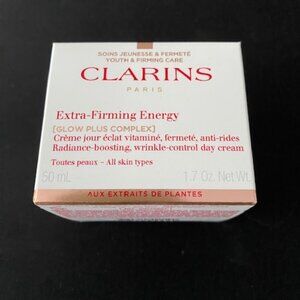 SOINS JEUNESSE & FERMETÉ
YOUTH & FIRMING CARE
CLARINS
PARIS
Extra-Firming Energy
[GLOW PLUS COMPLEX]
Crème jour éclat vitaminé, fermeté, anti-rides
Radiance-boosting, wrinkle-control day cream
Toutes peaux – All skin types
50 mL 1.7 Oz. Net Wt.
AUX EXTRAITS DE PLANTES